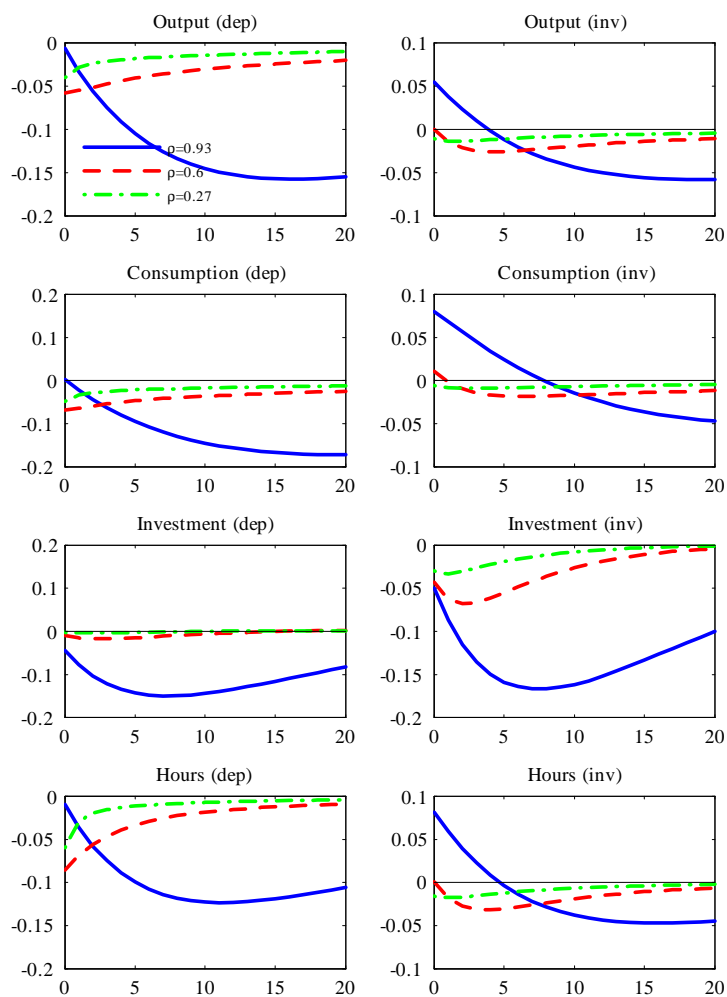 Output (dep)
0
-0.05
-0.1
-0.15
-0.2
0 5 10 15 20
ρ=0.93
ρ=0.6
ρ=0.27
Output (inv)
0.1
0.05
0
-0.05
-0.1
0 5 10 15 20
Consumption (dep)
0.2
0.1
0
-0.1
-0.2
0 5 10 15 20
Consumption (inv)
0.1
0.05
0
-0.05
-0.1
0 5 10 15 20
Investment (dep)
0.2
0.1
0
-0.1
-0.2
0 5 10 15 20
Investment (inv)
0
-0.05
-0.1
-0.15
-0.2
0 5 10 15 20
Hours (dep)
0
-0.05
-0.1
-0.15
-0.2
0 5 10 15 20
Hours (inv)
0.1
0.05
0
-0.05
-0.1
0 5 10 15 20